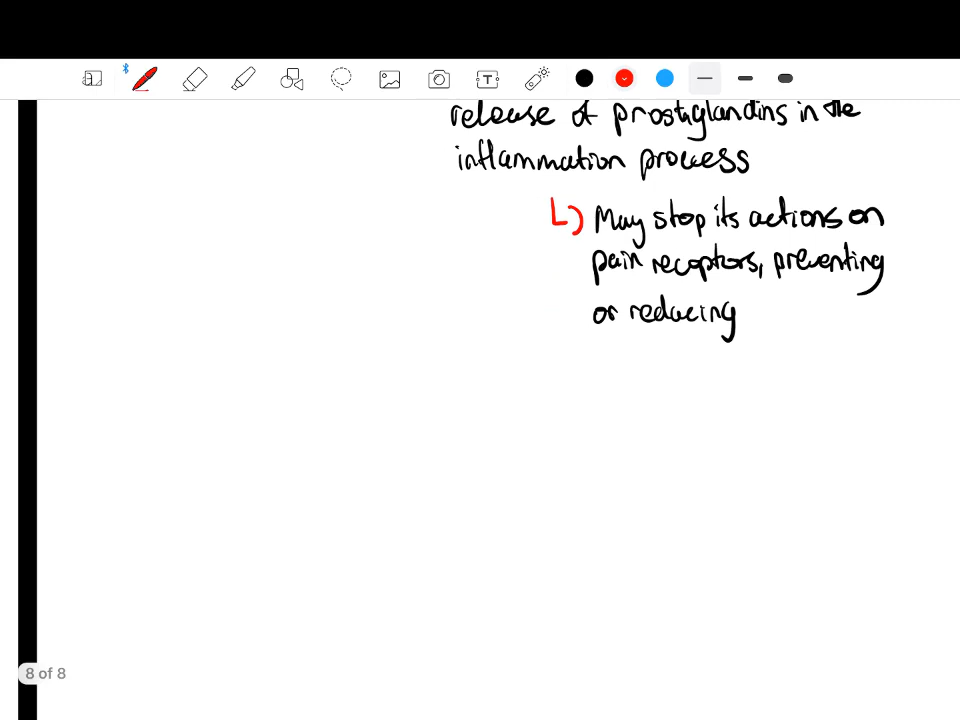 release of prostyglandins in the
inflammation process
L) May stop its actions on
pain receptors, preventing
or reducing
8 of 8